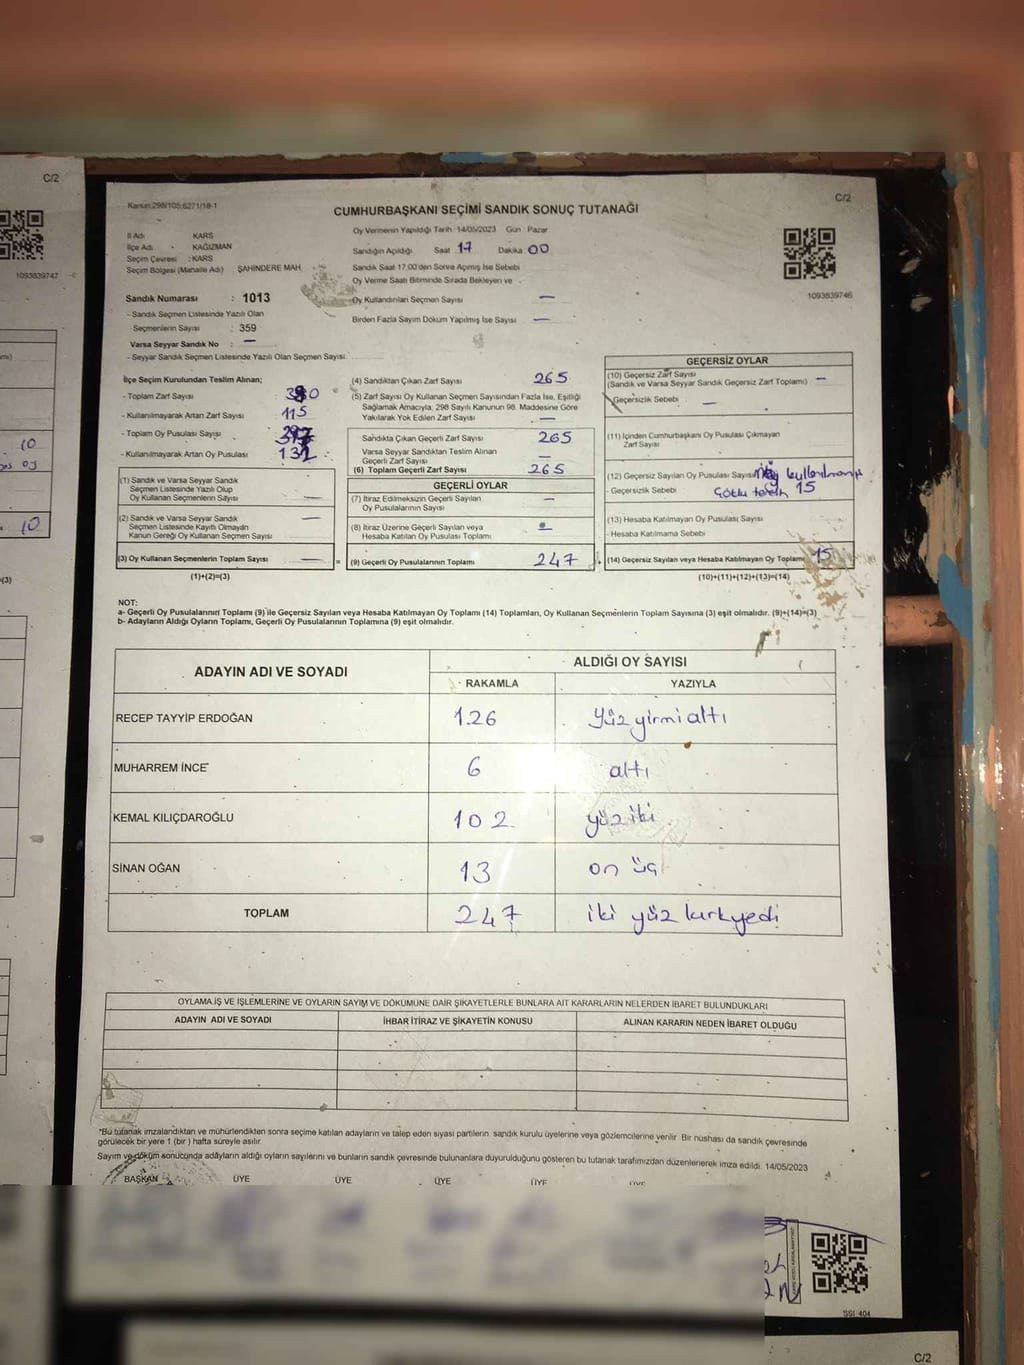 C/2
1093839747
10
10
Kanun:298/105;6271/18-1
C/2
CUMHURBAŞKANI SEÇİMİ SANDIK SONUÇ TUTANAĞI
İl Adı KARS
İlçe Adı KAĞIZMAN
Seçim Çevresi : KARS
Seçim Bölgesi (Mahalle Adı) : ŞAHİNDERE MAH.
Oy Vermenin Yapıldığı Tarih :14/05/2023 Gün Pazar
Sandığın Açıldığı Saat 17 Dakika 00
Sandık Saat 17.00'den Sonra Açılmış İse Sebebi
Oy Verme Saati Bitiminde Sırada Bekleyen ve
Oy Kullandırılan Seçmen Sayısı —
Birden Fazla Sayım Döküm Yapılmış İse Sayısı —
1093839746
Sandık Numarası : 1013
- Sandık Seçmen Listesinde Yazılı Olan
Seçmenlerin Sayısı : 359
Varsa Seyyar Sandık No : —
- Seyyar Sandık Seçmen Listesinde Yazılı Olan Seçmen Sayısı:
İlçe Seçim Kurulundan Teslim Alınan;
- Toplam Zarf Sayısı
- Kullanılmayarak Artan Zarf Sayısı 115
- Toplam Oy Pusulası Sayısı
- Kullanılmayarak Artan Oy Pusulası
(1) Sandık ve Varsa Seyyar Sandık
Seçmen Listesinde Yazılı Olup
Oy Kullanan Seçmenlerin Sayısı —
(2) Sandık ve Varsa Seyyar Sandık
Seçmen Listesinde Kayıtlı Olmayan
Kanun Gereği Oy Kullanan Seçmen Sayısı —
(3) Oy Kullanan Seçmenlerin Toplam Sayısı —
(1)+(2)=(3)
(4) Sandıktan Çıkan Zarf Sayısı 265
(5) Zarf Sayısı Oy Kullanan Seçmen Sayısından Fazla İse, Eşitliği
Sağlamak Amacıyla; 298 Sayılı Kanunun 98. Maddesine Göre
Yakılarak Yok Edilen Zarf Sayısı —
Sandıkta Çıkan Geçerli Zarf Sayısı 265
Varsa Seyyar Sandıktan Teslim Alınan
Geçerli Zarf Sayısı —
(6) Toplam Geçerli Zarf Sayısı 265
GEÇERLİ OYLAR
(7) İtiraz Edilmeksizin Geçerli Sayılan
Oy Pusulalarının Sayısı —
(8) İtiraz Üzerine Geçerli Sayılan veya
Hesaba Katılan Oy Pusulası Toplamı —
(9) Geçerli Oy Pusulalarının Toplamı 247
GEÇERSİZ OYLAR
(10) Geçersiz Zarf Sayısı
(Sandık ve Varsa Seyyar Sandık Geçersiz Zarf Toplamı) —
Geçersizlik Sebebi —
(11) İçinden Cumhurbaşkanı Oy Pusulası Çıkmayan
Zarf Sayısı
(12) Geçersiz Sayılan Oy Pusulası Sayısı
- Geçersizlik Sebebi 15
(13) Hesaba Katılmayan Oy Pusulası Sayısı
- Hesaba Katılmama Sebebi
(14) Geçersiz Sayılan veya Hesaba Katılmayan Oy Toplamı 15
(10)+(11)+(12)+(13)=(14)
NOT:
a- Geçerli Oy Pusulalarının Toplamı (9) ile Geçersiz Sayılan veya Hesaba Katılmayan Oy Toplamı (14) Toplamları, Oy Kullanan Seçmenlerin Toplam Sayısına (3) eşit olmalıdır. (9)+(14)=(3)
b- Adayların Aldığı Oyların Toplamı, Geçerli Oy Pusulalarının Toplamına (9) eşit olmalıdır.
ADAYIN ADI VE SOYADI
ALDIĞI OY SAYISI
RAKAMLA YAZIYLA
RECEP TAYYİP ERDOĞAN 126 yüz yirmi altı
MUHARREM İNCE 6 altı
KEMAL KILIÇDAROĞLU 102 yüz iki
SİNAN OĞAN 13 on üç
TOPLAM 247 iki yüz kırkyedi
OYLAMA İŞ VE İŞLEMLERİNE VE OYLARIN SAYIM VE DÖKÜMÜNE DAİR ŞİKAYETLERLE BUNLARA AİT KARARLARIN NELERDEN İBARET BULUNDUKLARI
ADAYIN ADI VE SOYADI İHBAR İTİRAZ VE ŞİKAYETİN KONUSU ALINAN KARARIN NEDEN İBARET OLDUĞU
*Bu tutanak imzalandıktan ve mühürlendikten sonra seçime katılan adayların ve talep eden siyasi partilerin sandık kurulu üyelerine veya gözlemcilerine verilir. Bir nüshası da sandık çevresinde
görülecek bir yere 1 (bir) hafta süreyle asılır.
Sayım ve döküm sonucunda adayların aldığı oyların sayılarını ve bunların sandık çevresinde bulunanlara duyurulduğunu gösteren bu tutanak tarafımızdan düzenlenerek imza edildi. 14/05/2023
BAŞKAN ÜYE ÜYE ÜYE ÜYE ÜYE
SSI: 404
C/2